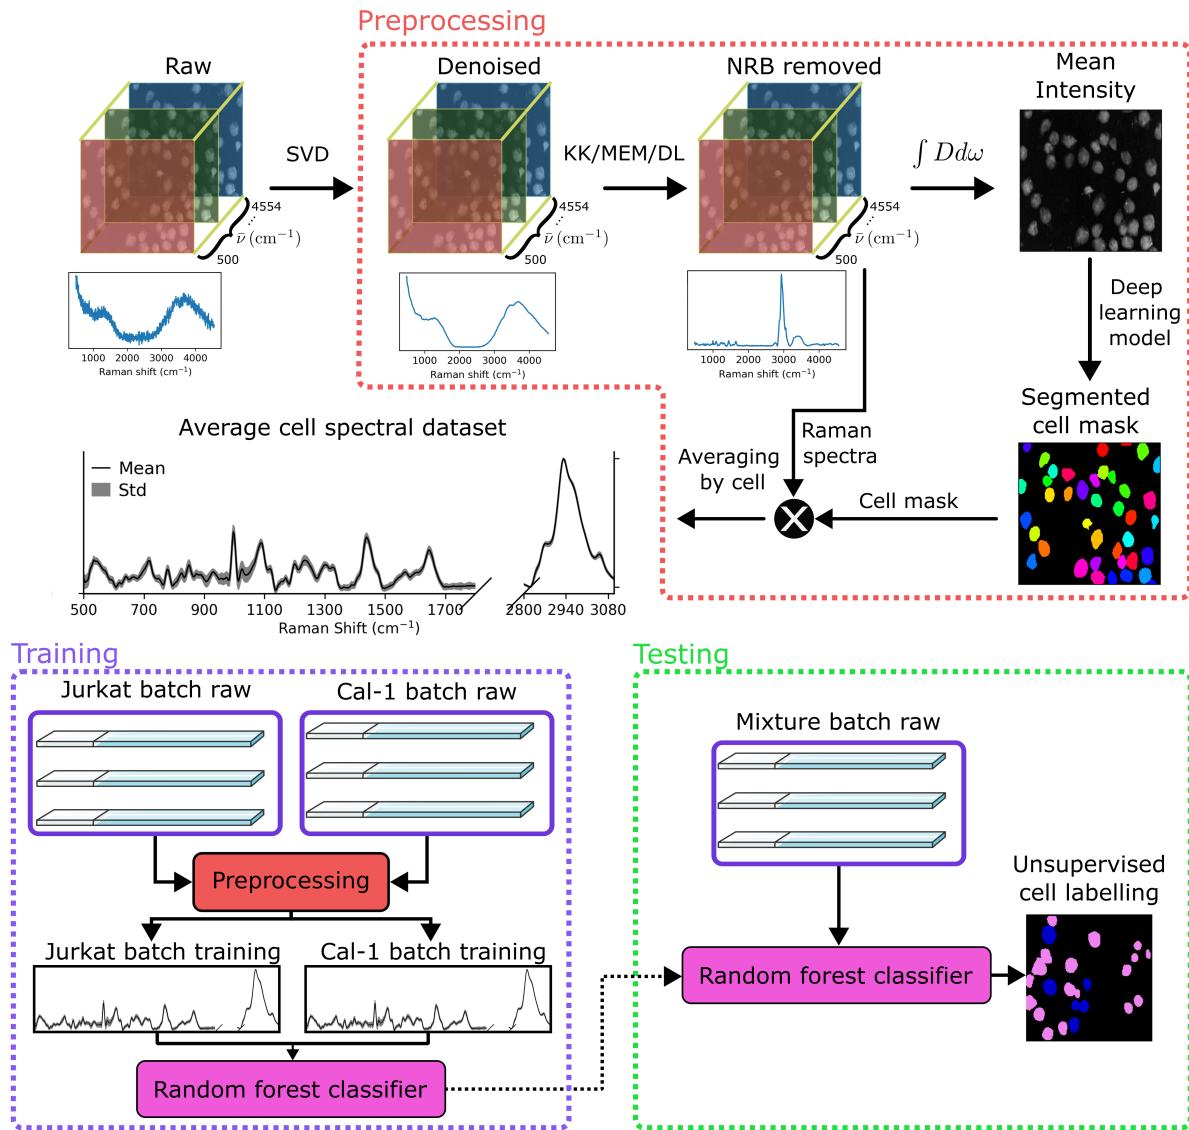 Preprocessing
Raw
Denoised
NRB removed
Mean
Intensity
SVD
KK/MEM/DL
∫ Ddω
4554
...
ν̄ (cm⁻¹)
500
4554
...
ν̄ (cm⁻¹)
500
4554
...
ν̄ (cm⁻¹)
500
1000 2000 3000 4000
Raman shift (cm⁻¹)
1000 2000 3000 4000
Raman shift (cm⁻¹)
1000 2000 3000 4000
Raman shift (cm⁻¹)
Deep
learning
model
Segmented
cell mask
Raman
spectra
Averaging
by cell
Cell mask
X
Average cell spectral dataset
Mean
Std
500 700 900 1100 1300 1500 1700 2800 2940 3080
Raman Shift (cm⁻¹)
Training
Jurkat batch raw
Cal-1 batch raw
Preprocessing
Jurkat batch training
Cal-1 batch training
Random forest classifier
Testing
Mixture batch raw
Unsupervised
cell labelling
Random forest classifier